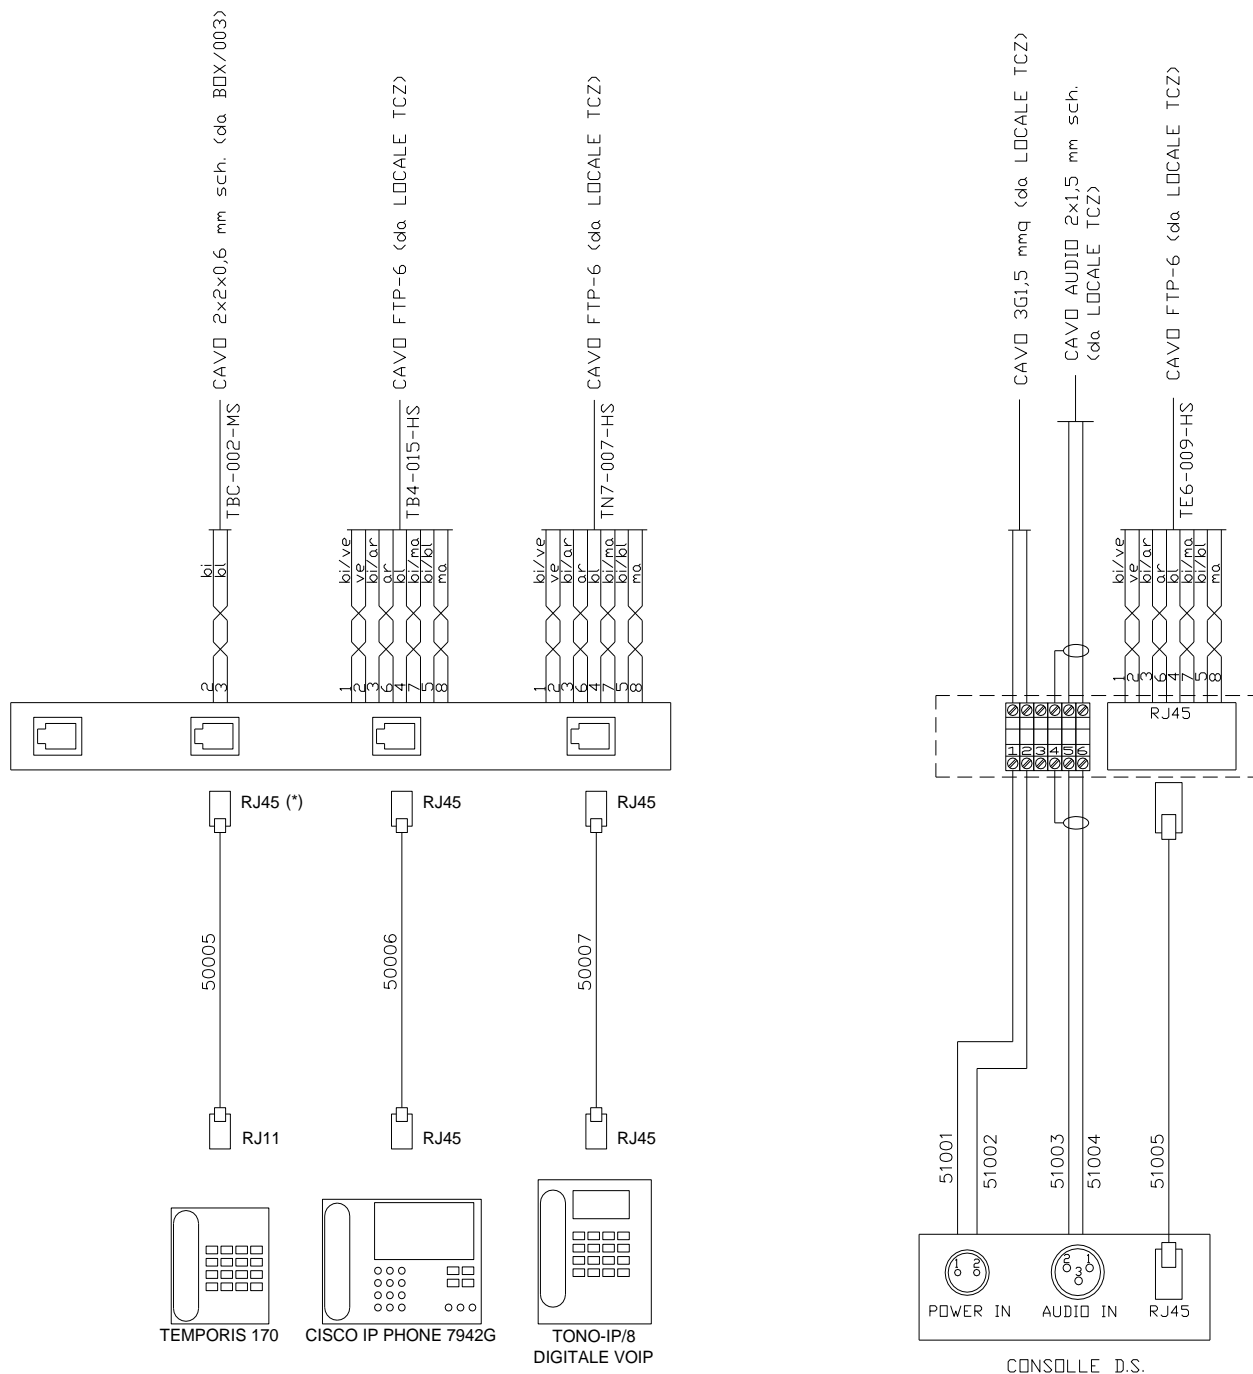 CAVO 2x2x0,6 mm sch. (da BOX/003)
TBC-002-MS
CAVO FTP-6 (da LOCALE TCZ)
TB4-015-HS
CAVO FTP-6 (da LOCALE TCZ)
TN7-007-HS
CAVO 3G1,5 mmq (da LOCALE TCZ)
CAVO AUDIO 2x1,5 mm sch.
(da LOCALE TCZ)
CAVO FTP-6 (da LOCALE TCZ)
TE6-009-HS
bi
bl
bi/ve
ve
bi/ar
ar
bl
bi/ma
bi/bl
ma
bi/ve
ve
bi/ar
ar
bl
bi/ma
bi/bl
ma
bi/ve
ve
bi/ar
ar
bl
bi/ma
bi/bl
ma
2 3
1 2 3 6 4 7 5 8
1 2 3 6 4 7 5 8
1 2 3 6 4 7 5 8
RJ45
1 2 3 4 5 6
RJ45 (*)
RJ45
RJ45
50005
50006
50007
RJ11
RJ45
RJ45
51001
51002
51003
51004
51005
1 2
2 1
3
POWER IN
AUDIO IN
RJ45
TEMPORIS 170
CISCO IP PHONE 7942G
TONO-IP/8
DIGITALE VOIP
CONSOLLE D.S.